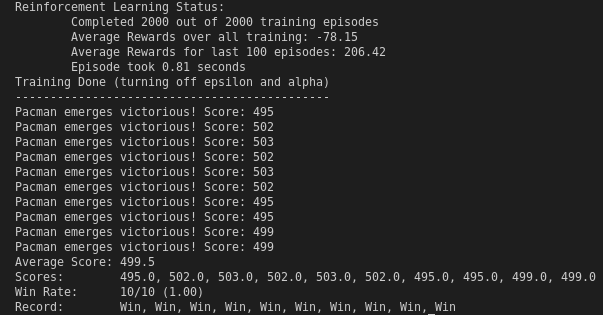 Reinforcement Learning Status:
Completed 2000 out of 2000 training episodes
Average Rewards over all training: -78.15
Average Rewards for last 100 episodes: 206.42
Episode took 0.81 seconds
Training Done (turning off epsilon and alpha)
---------------------------------------------
Pacman emerges victorious! Score: 495
Pacman emerges victorious! Score: 502
Pacman emerges victorious! Score: 503
Pacman emerges victorious! Score: 502
Pacman emerges victorious! Score: 503
Pacman emerges victorious! Score: 502
Pacman emerges victorious! Score: 495
Pacman emerges victorious! Score: 495
Pacman emerges victorious! Score: 499
Pacman emerges victorious! Score: 499
Average Score: 499.5
Scores:        495.0, 502.0, 503.0, 502.0, 503.0, 502.0, 495.0, 495.0, 499.0, 499.0
Win Rate:      10/10 (1.00)
Record:        Win, Win, Win, Win, Win, Win, Win, Win, Win, Win